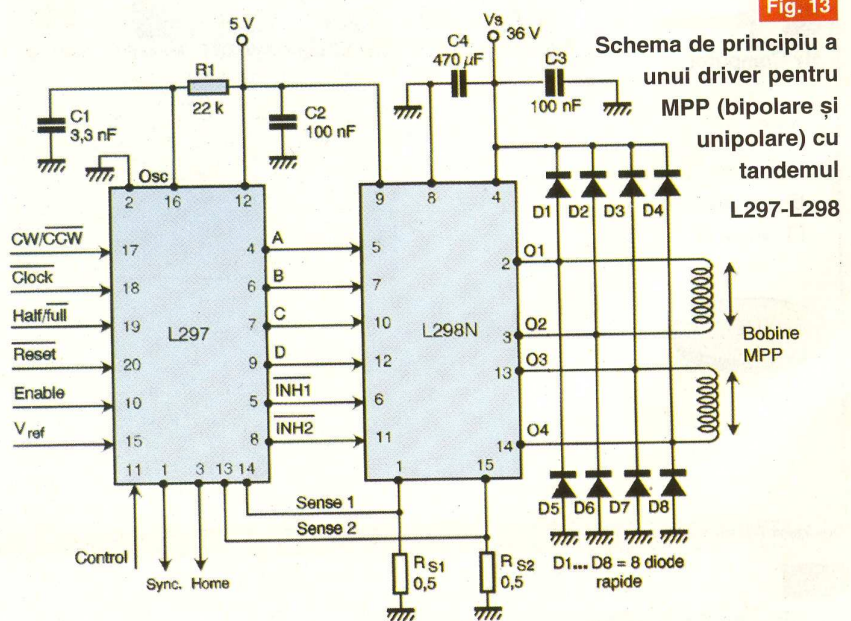 Fig. 13
Schema de principiu a
unui driver pentru
MPP (bipolare și
unipolare) cu
tandemul
L297-L298
5 V
Vs
36 V
C4
470 µF
C3
100 nF
R1
22 k
C1
3,3 nF
C2
100 nF
Osc
2
16
12
9
8
4
D1
D2
D3
D4
CW/CCW
17
4
A
5
2
O1
Clock
18
6
B
7
Half/full
19
7
C
10
L297
L298N
3
O2
Bobine
MPP
Reset
20
9
D
12
13
O3
Enable
10
5
INH1
6
V ref
15
8
INH2
11
14
O4
11
1
3
13
14
1
15
Sense 1
Sense 2
D5
D6
D7
D8
Control
Sync.
Home
R S1
0,5
R S2
0,5
D1... D8 = 8 diode
rapide